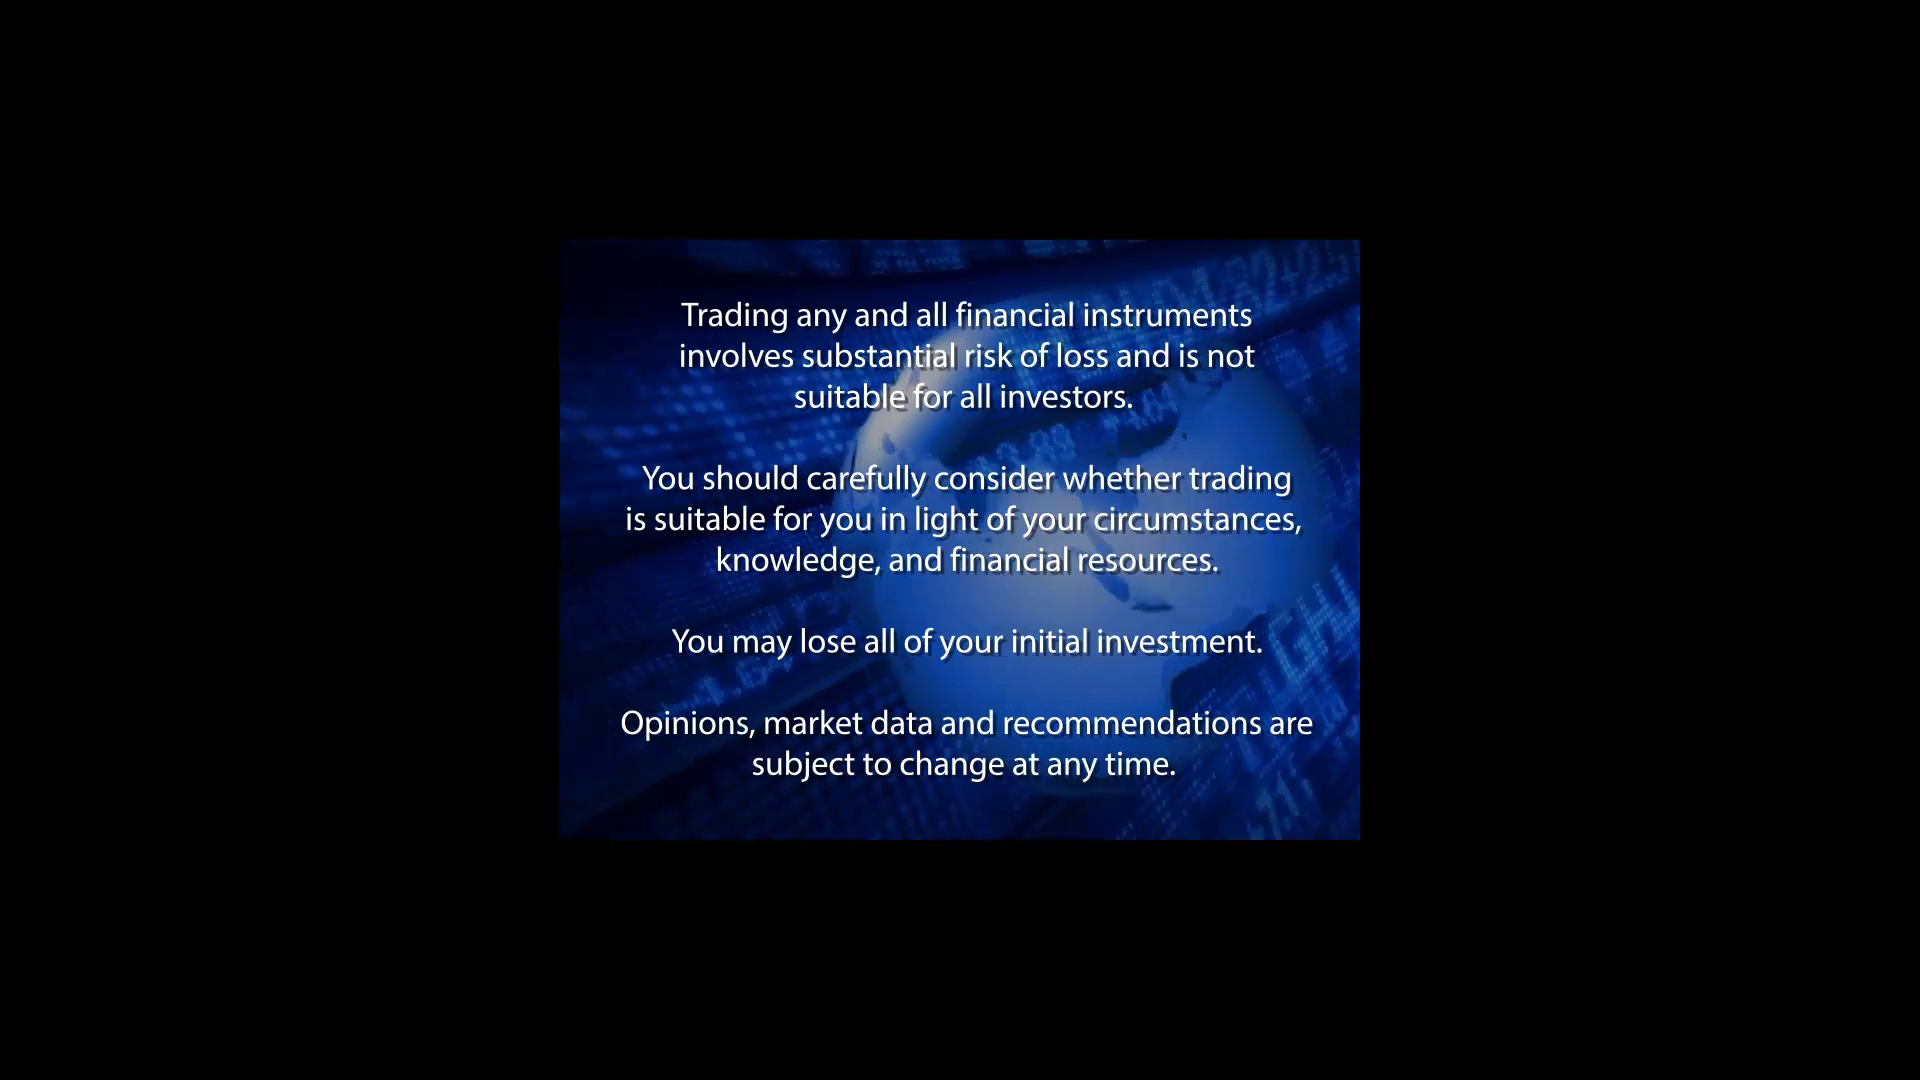 Trading any and all financial instruments
involves substantial risk of loss and is not
suitable for all investors.
You should carefully consider whether trading
is suitable for you in light of your circumstances,
knowledge, and financial resources.
You may lose all of your initial investment.
Opinions, market data and recommendations are
subject to change at any time.